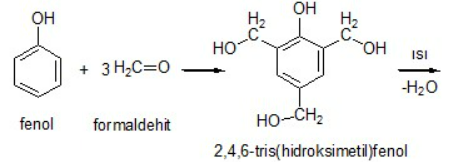 OH
fenol
+
3 H2C=O
formaldehit
OH
H2
C
HO
H2
C
OH
HO
CH2
2,4,6-tris(hidroksimetil)fenol
ısı
-H2O